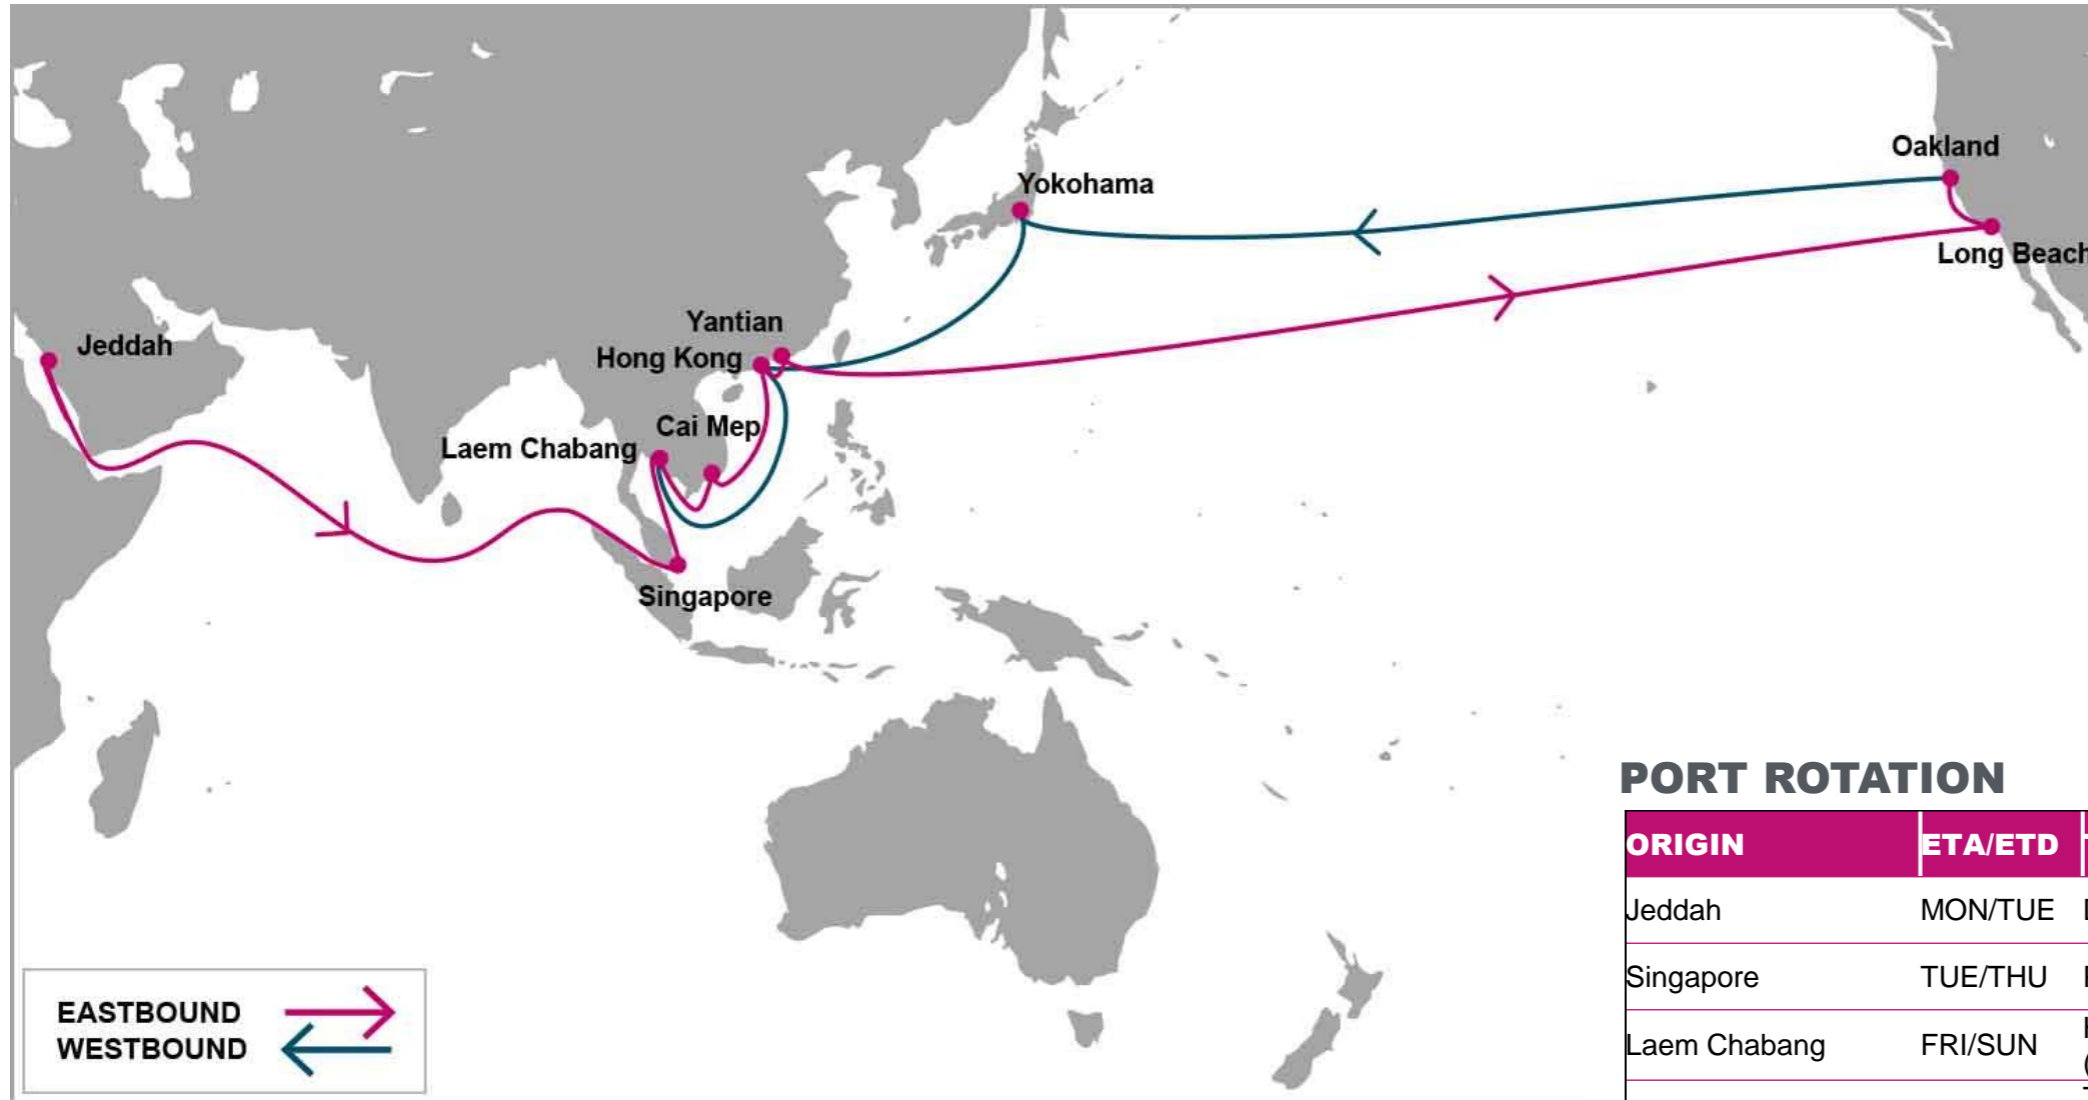 Oakland
Yokohama
Long Beach
Yantian
Jeddah
Hong Kong
Cai Mep
Laem Chabang
Singapore
PORT ROTATION
ORIGIN ETA/ETD
Jeddah MON/TUE
Singapore TUE/THU
Laem Chabang FRI/SUN
EASTBOUND
WESTBOUND